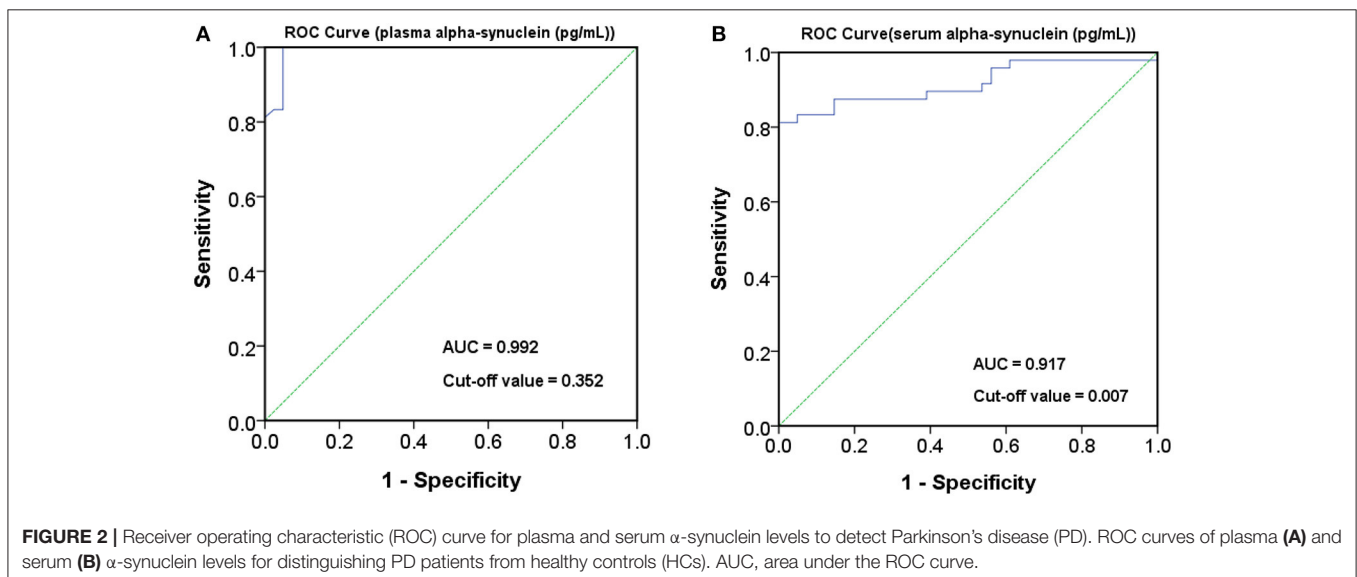 A
ROC Curve (plasma alpha-synuclein (pg/mL))
1.0
0.8
0.6
0.4
0.2
0.0
Sensitivity
AUC = 0.992
Cut-off value = 0.352
0.0 0.2 0.4 0.6 0.8 1.0
1 - Specificity
B
ROC Curve(serum alpha-synuclein (pg/mL))
1.0
0.8
0.6
0.4
0.2
0.0
Sensitivity
AUC = 0.917
Cut-off value = 0.007
0.0 0.2 0.4 0.6 0.8 1.0
1 - Specificity
FIGURE 2 | Receiver operating characteristic (ROC) curve for plasma and serum α-synuclein levels to detect Parkinson's disease (PD). ROC curves of plasma (A) and
serum (B) α-synuclein levels for distinguishing PD patients from healthy controls (HCs). AUC, area under the ROC curve.